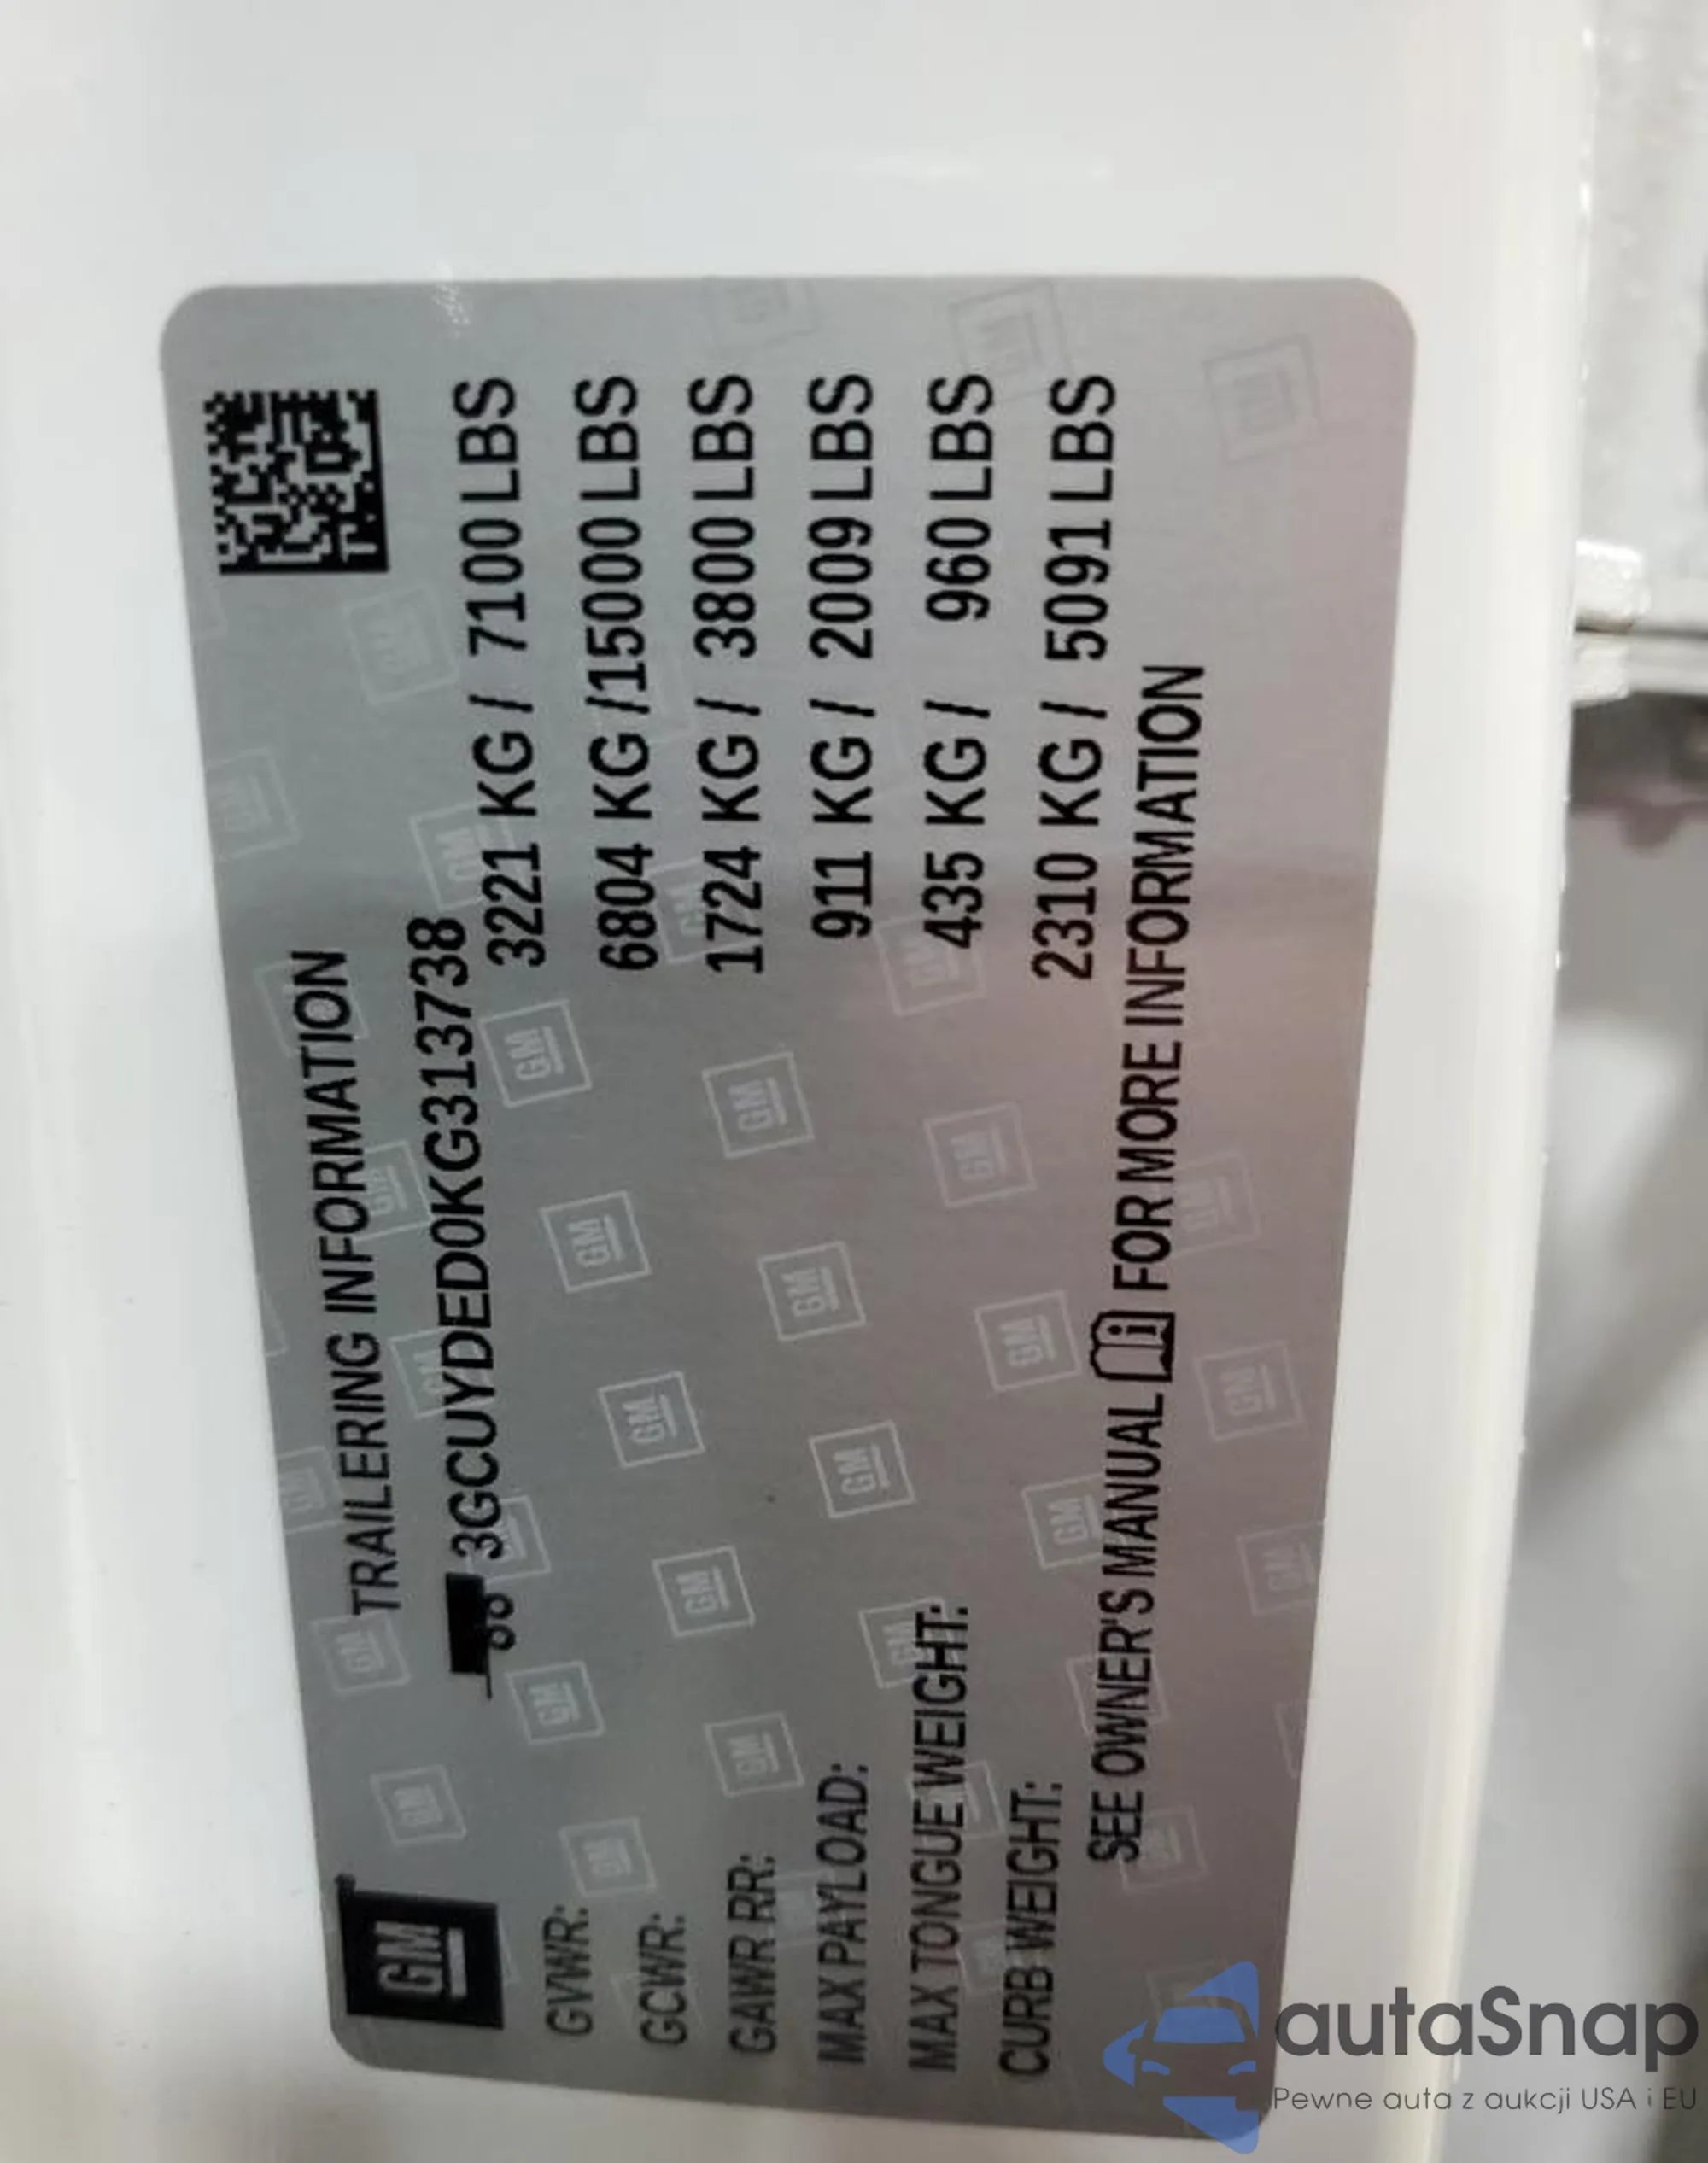 GM
TRAILERING INFORMATION
3GCUYDED0KG313738
GVWR: 3221 KG / 7100 LBS
GCWR: 6804 KG /15000 LBS
GAWR RR: 1724 KG / 3800 LBS
MAX PAYLOAD: 911 KG / 2009 LBS
MAX TONGUE WEIGHT: 435 KG / 960 LBS
CURB WEIGHT: 2310 KG / 5091 LBS
SEE OWNER'S MANUAL FOR MORE INFORMATION
autaSnap
Pewne auta z aukcji USA i EU